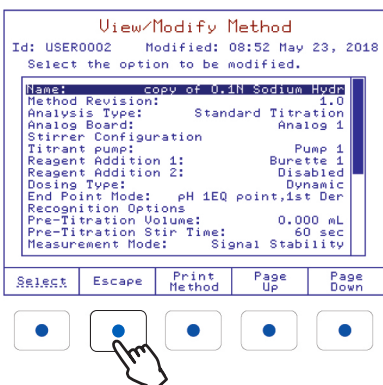 View/Modify Method
Id: USER0002 Modified: 08:52 May 23, 2018
Select the option to be modified.
Name: copy of 0.1N Sodium Hydr
Method Revision: 1.0
Analysis Type: Standard Titration
Analog Board: Analog 1
Stirrer Configuration
Titrant pump: Pump 1
Reagent Addition 1: Burette 1
Reagent Addition 2: Disabled
Dosing Type: Dynamic
End Point Mode: pH 1EQ point,1st Der
Recognition Options
Pre-Titration Volume: 0.000 mL
Pre-Titration Stir Time: 60 sec
Measurement Mode: Signal Stability
Select Escape Print Method Page Up Page Down